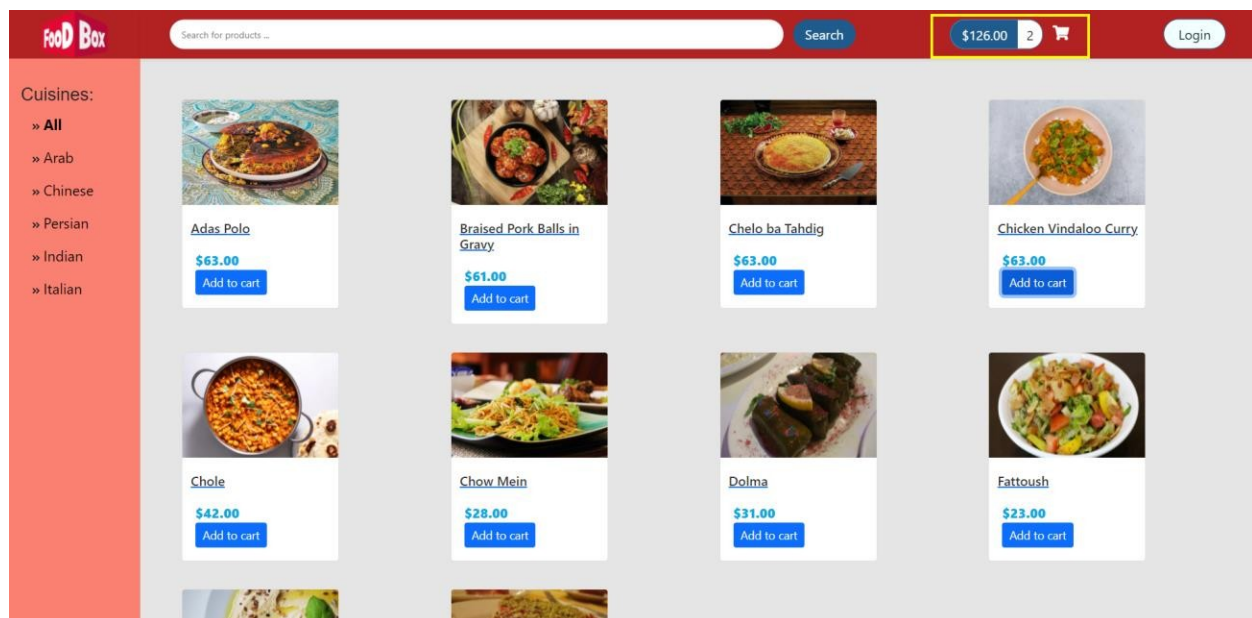 FooD Box
Search for products ...
Search
$126.00 2
Login
Cuisines:
» All
» Arab
» Chinese
» Persian
» Indian
» Italian
Adas Polo
$63.00
Add to cart
Braised Pork Balls in
Gravy
$61.00
Add to cart
Chelo ba Tahdig
$63.00
Add to cart
Chicken Vindaloo Curry
$63.00
Add to cart
Chole
$42.00
Add to cart
Chow Mein
$28.00
Add to cart
Dolma
$31.00
Add to cart
Fattoush
$23.00
Add to cart